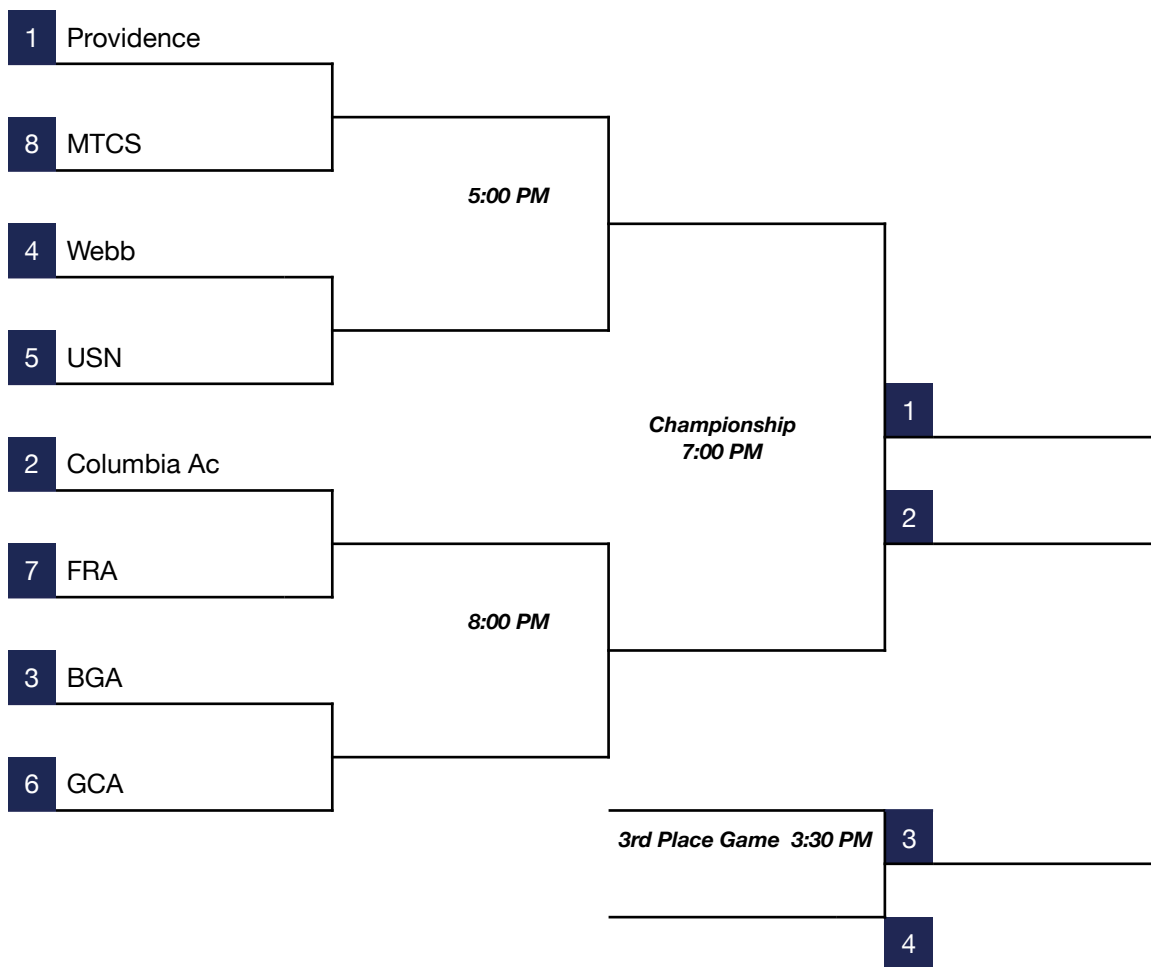 1 Providence
8 MTCS
5:00 PM
4 Webb
5 USN
1
Championship
7:00 PM
2 Columbia Ac
2
7 FRA
8:00 PM
3 BGA
6 GCA
3rd Place Game 3:30 PM
3
4